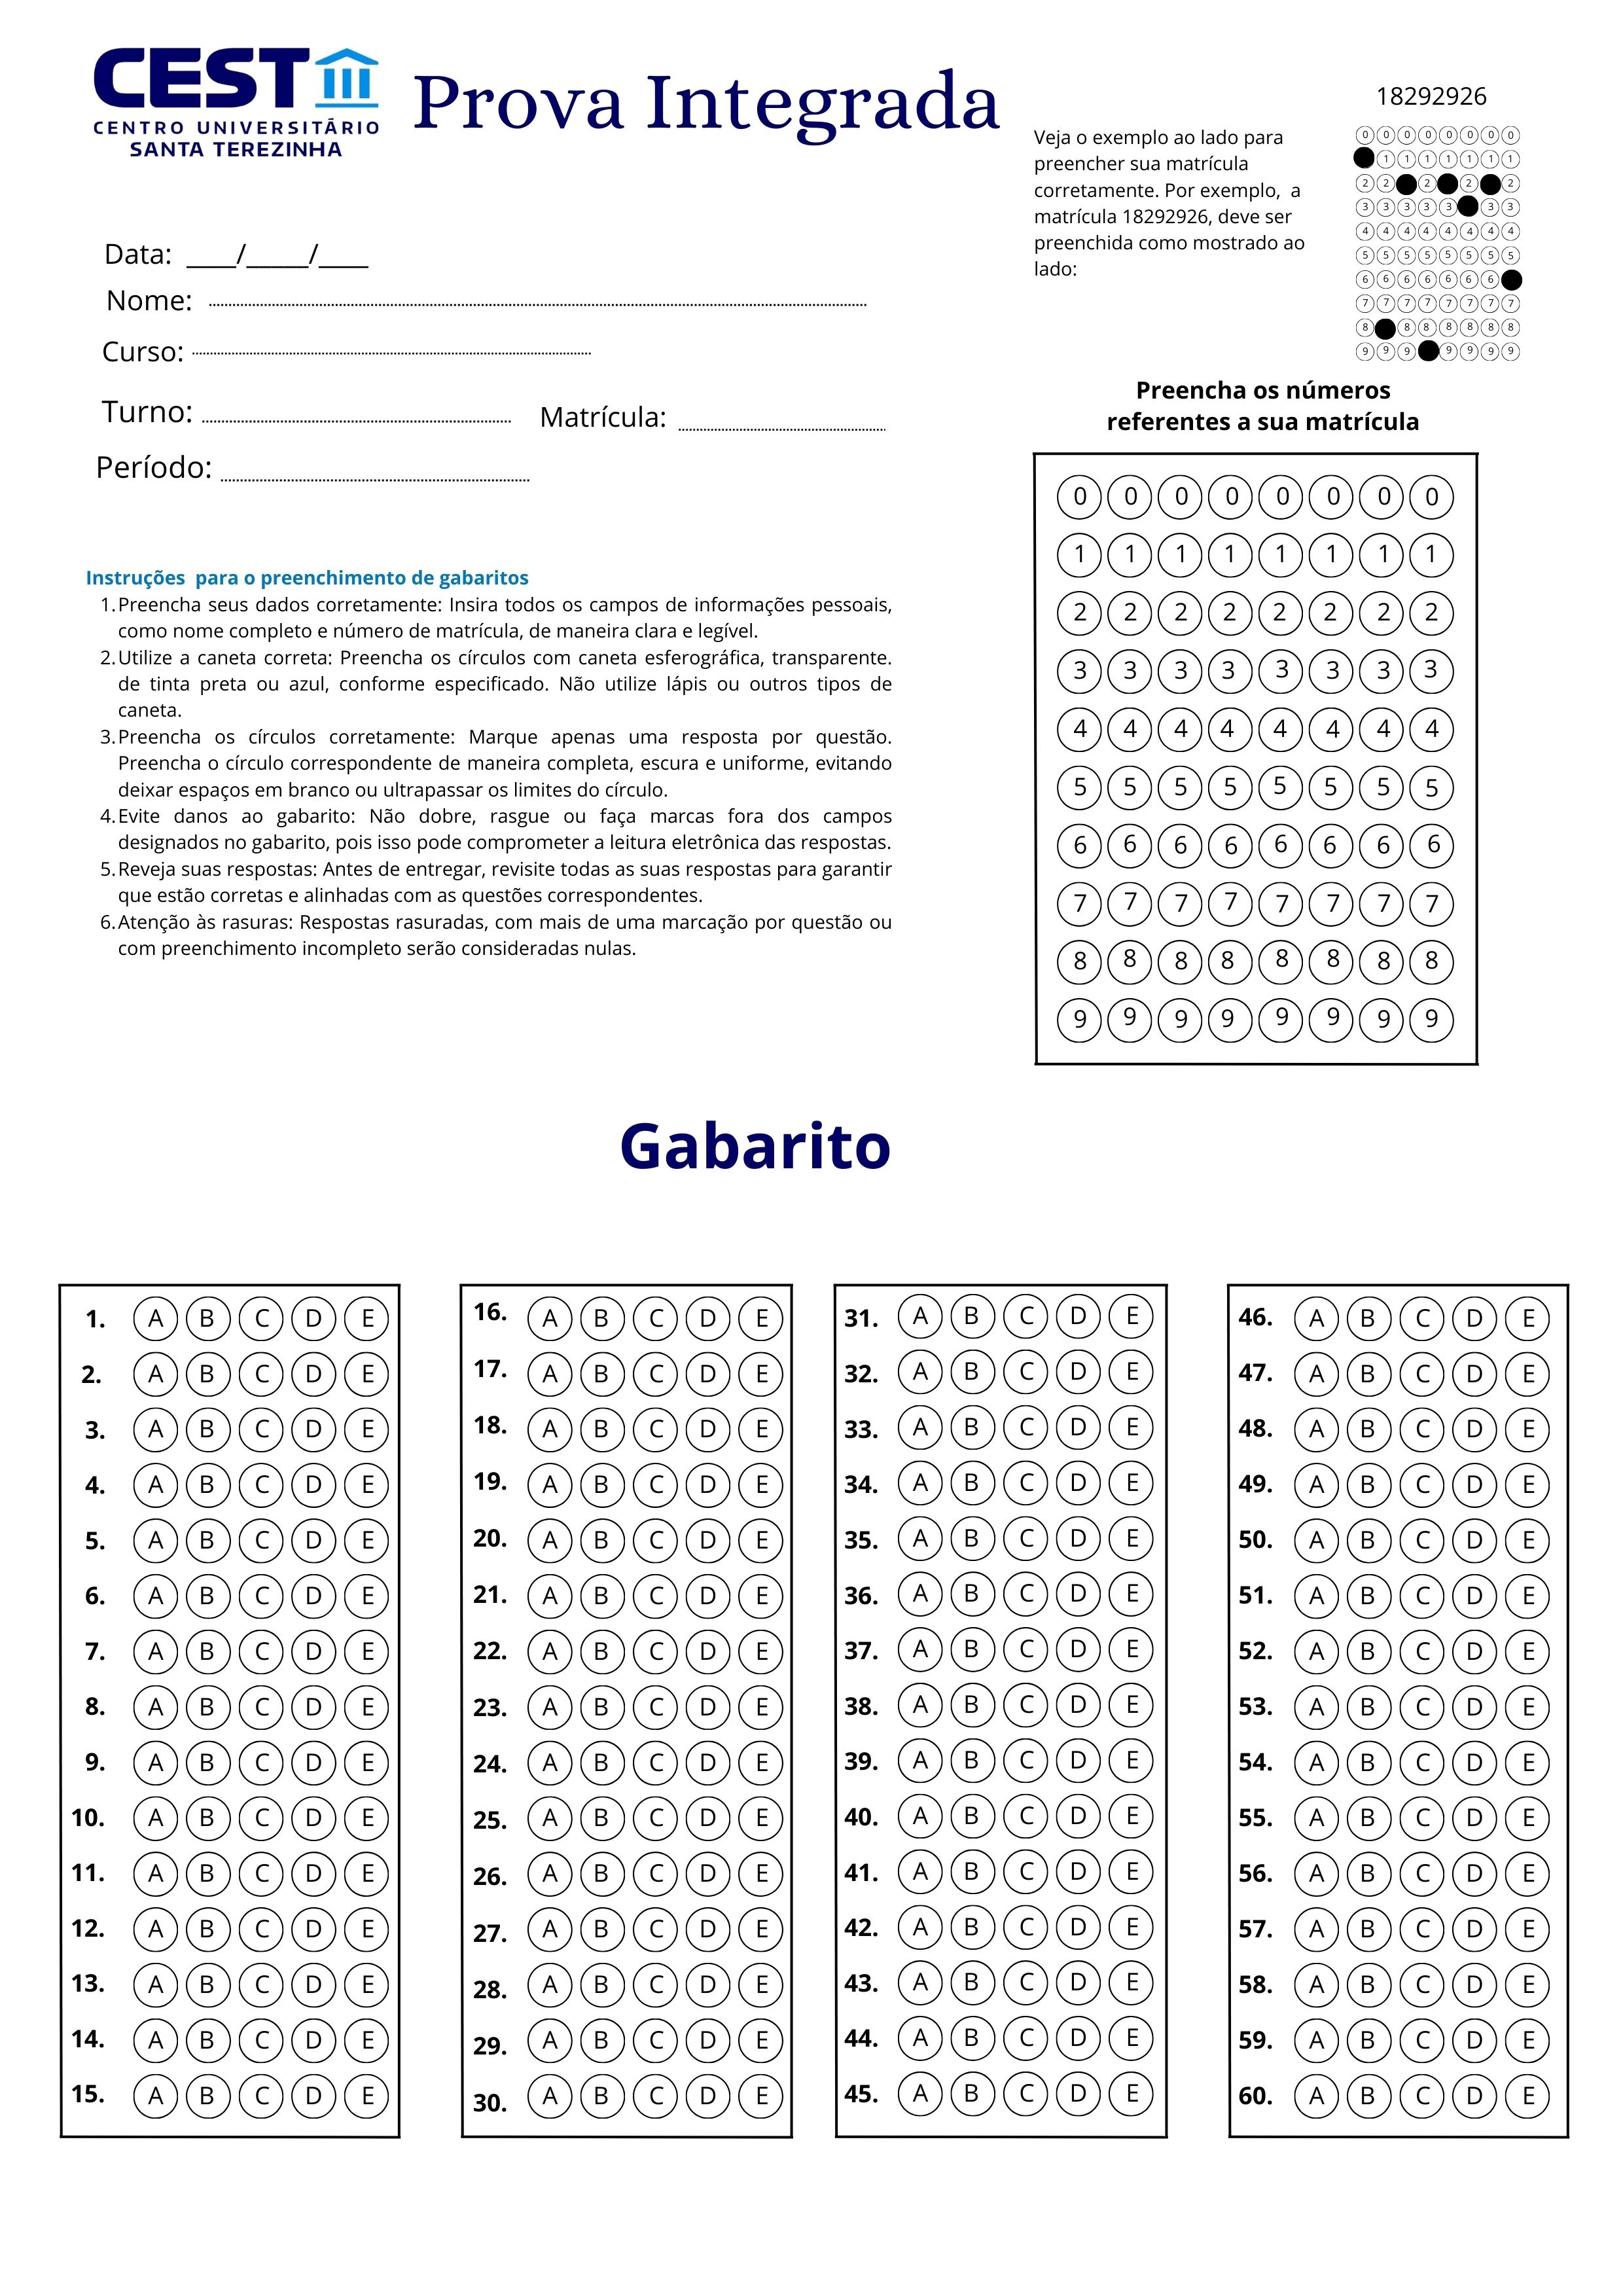 CEST
CENTRO UNIVERSITÁRIO
SANTA TEREZINHA
Prova Integrada
Data: ____/_____/____
Nome:
Curso:
Turno:
Matrícula:
Período:
18292926
Veja o exemplo ao lado para
preencher sua matrícula
corretamente. Por exemplo, a
matrícula 18292926, deve ser
preenchida como mostrado ao
lado:
0 0 0 0 0 0 0 0
1 1 1 1 1 1 1
2 2 2 2 2
3 3 3 3 3 3 3
4 4 4 4 4 4 4 4
5 5 5 5 5 5 5 5
6 6 6 6 6 6 6
7 7 7 7 7 7 7 7
8 8 8 8 8 8 8
9 9 9 9 9 9 9
Preencha os números
referentes a sua matrícula
0 0 0 0 0 0 0 0
1 1 1 1 1 1 1 1
2 2 2 2 2 2 2 2
3 3 3 3 3 3 3 3
4 4 4 4 4 4 4 4
5 5 5 5 5 5 5 5
6 6 6 6 6 6 6 6
7 7 7 7 7 7 7 7
8 8 8 8 8 8 8 8
9 9 9 9 9 9 9 9
Instruções para o preenchimento de gabaritos
1. Preencha seus dados corretamente: Insira todos os campos de informações pessoais,
como nome completo e número de matrícula, de maneira clara e legível.
2. Utilize a caneta correta: Preencha os círculos com caneta esferográfica, transparente.
de tinta preta ou azul, conforme especificado. Não utilize lápis ou outros tipos de
caneta.
3. Preencha os círculos corretamente: Marque apenas uma resposta por questão.
Preencha o círculo correspondente de maneira completa, escura e uniforme, evitando
deixar espaços em branco ou ultrapassar os limites do círculo.
4. Evite danos ao gabarito: Não dobre, rasgue ou faça marcas fora dos campos
designados no gabarito, pois isso pode comprometer a leitura eletrônica das respostas.
5. Reveja suas respostas: Antes de entregar, revisite todas as suas respostas para garantir
que estão corretas e alinhadas com as questões correspondentes.
6. Atenção às rasuras: Respostas rasuradas, com mais de uma marcação por questão ou
com preenchimento incompleto serão consideradas nulas.
Gabarito
1. A B C D E
2. A B C D E
3. A B C D E
4. A B C D E
5. A B C D E
6. A B C D E
7. A B C D E
8. A B C D E
9. A B C D E
10. A B C D E
11. A B C D E
12. A B C D E
13. A B C D E
14. A B C D E
15. A B C D E
16. A B C D E
17. A B C D E
18. A B C D E
19. A B C D E
20. A B C D E
21. A B C D E
22. A B C D E
23. A B C D E
24. A B C D E
25. A B C D E
26. A B C D E
27. A B C D E
28. A B C D E
29. A B C D E
30. A B C D E
31. A B C D E
32. A B C D E
33. A B C D E
34. A B C D E
35. A B C D E
36. A B C D E
37. A B C D E
38. A B C D E
39. A B C D E
40. A B C D E
41. A B C D E
42. A B C D E
43. A B C D E
44. A B C D E
45. A B C D E
46. A B C D E
47. A B C D E
48. A B C D E
49. A B C D E
50. A B C D E
51. A B C D E
52. A B C D E
53. A B C D E
54. A B C D E
55. A B C D E
56. A B C D E
57. A B C D E
58. A B C D E
59. A B C D E
60. A B C D E